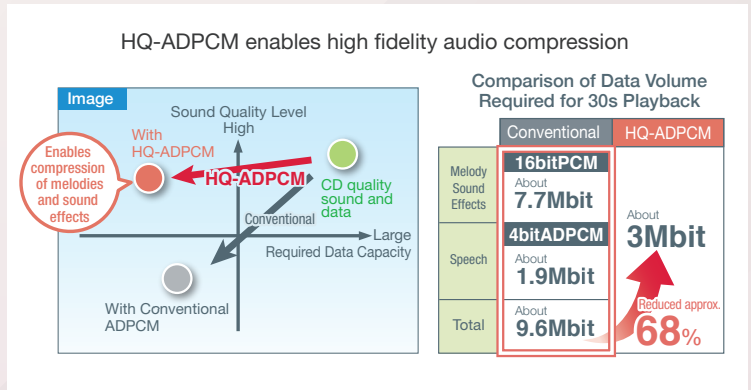 HQ-ADPCM enables high fidelity audio compression
Image
Sound Quality Level
High
With
HQ-ADPCM
Enables
compression
of melodies
and sound
effects
HQ-ADPCM
CD quality
sound and
data
Conventional
Large
Required Data Capacity
With Conventional
ADPCM
Comparison of Data Volume
Required for 30s Playback
Conventional
HQ-ADPCM
Melody
Sound
Effects
16bitPCM
About
7.7Mbit
Speech
4bitADPCM
About
1.9Mbit
About
3Mbit
Total
About
9.6Mbit
Reduced approx.
68%